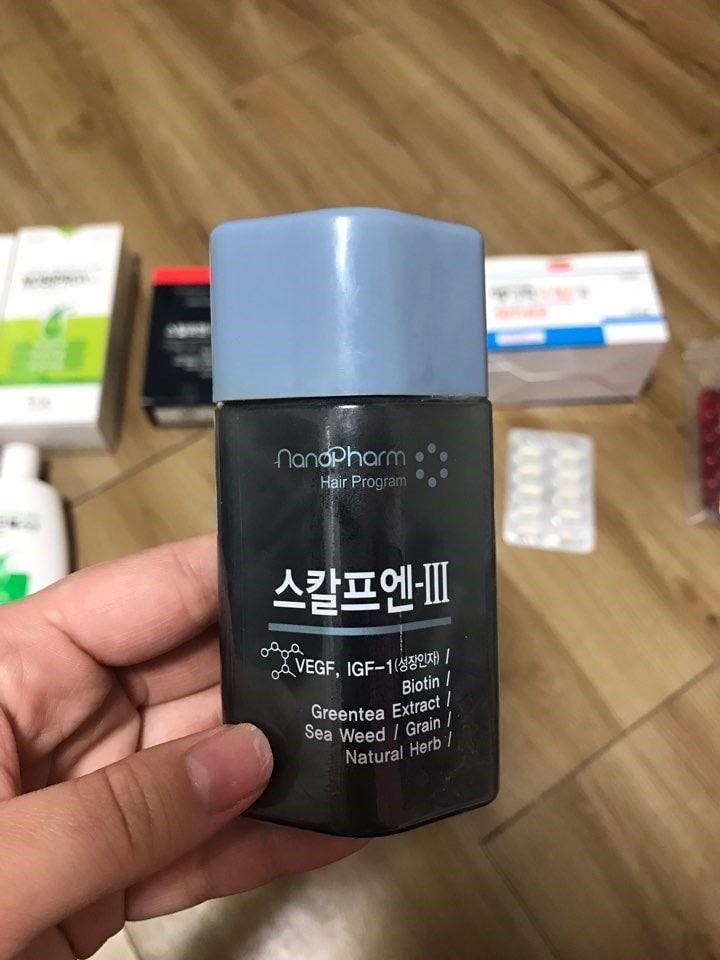 NanoPharm
Hair Program
스칼프엔-III
VEGF, IGF-1(성장인자) /
Biotin /
Greentea Extract /
Sea Weed / Grain /
Natural Herb /